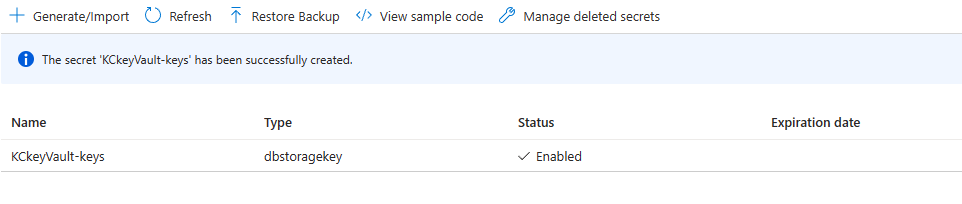 Generate/Import Refresh Restore Backup View sample code Manage deleted secrets
The secret 'KCkeyVault-keys' has been successfully created.
Name Type Status Expiration date
KCkeyVault-keys dbstoragekey Enabled